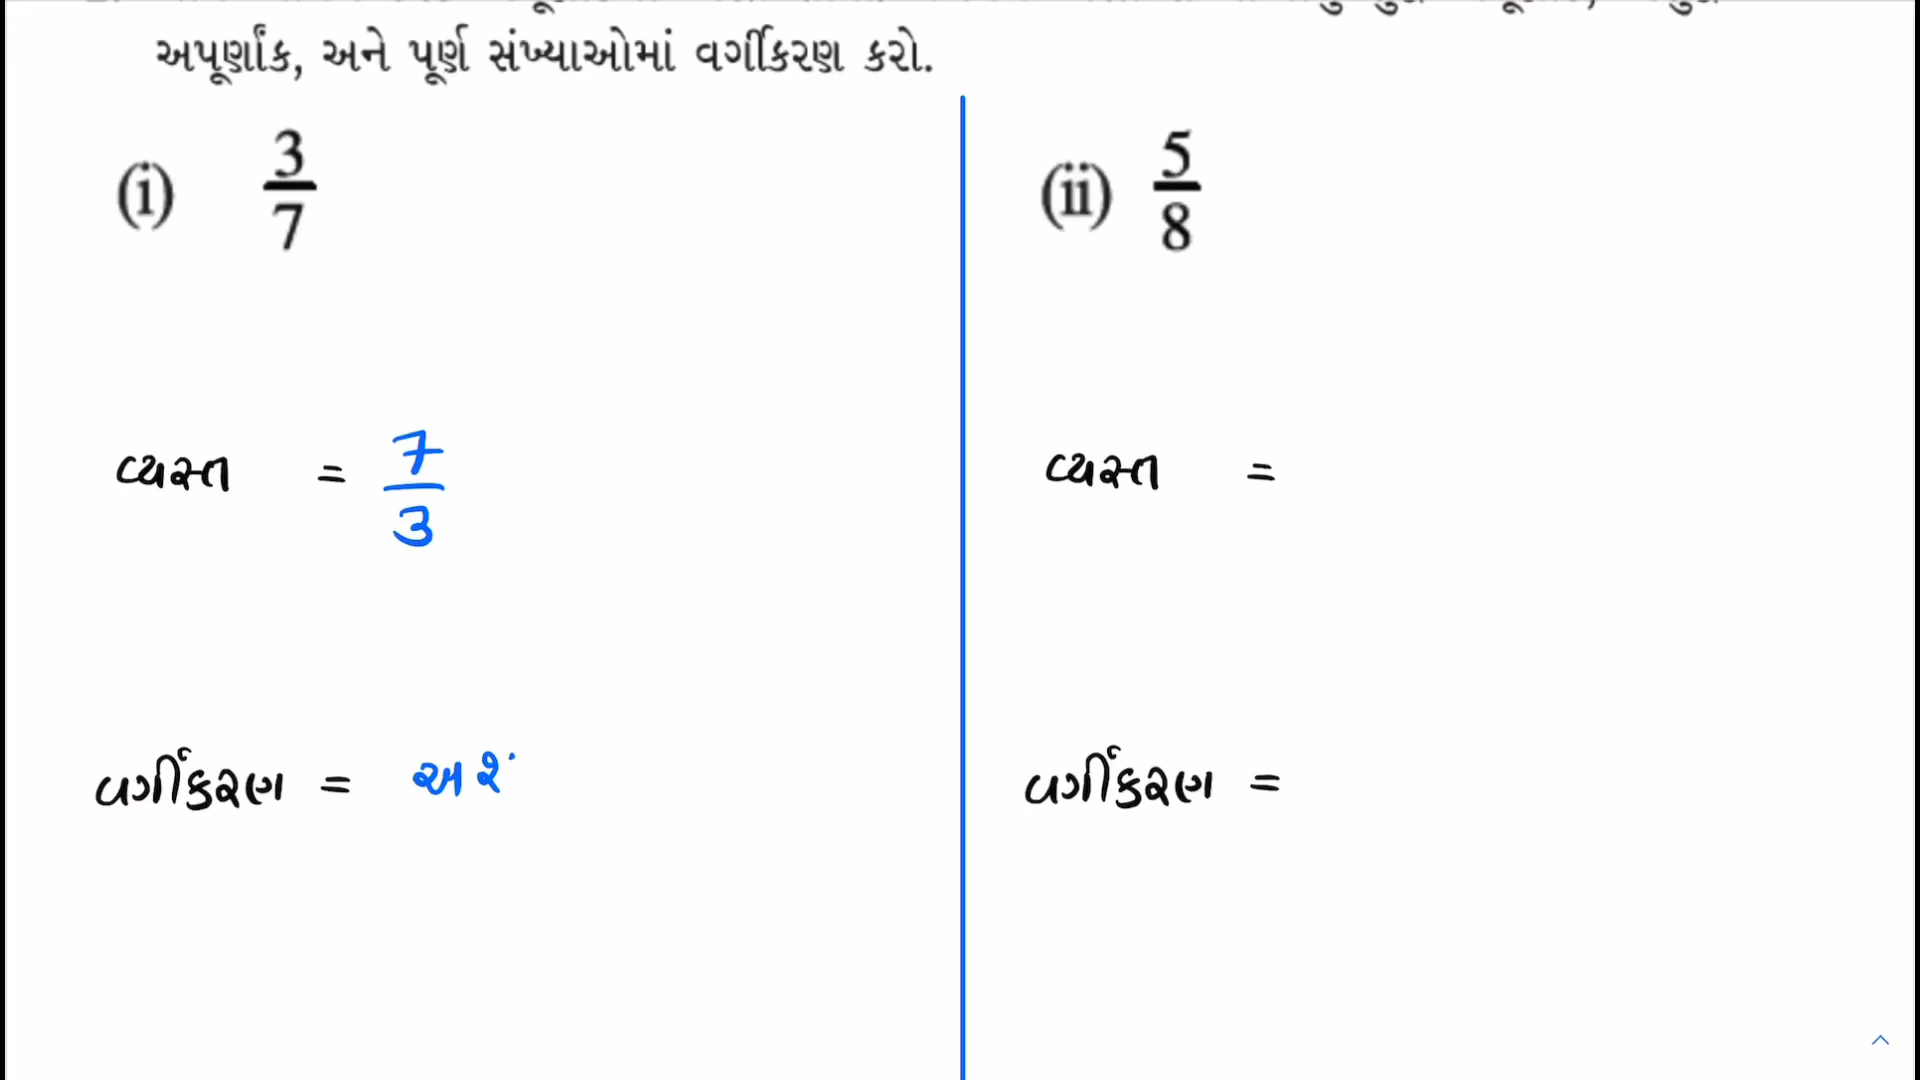 અપૂર્ણાંક, અને પૂર્ણ સંખ્યાઓમાં વર્ગીકરણ કરો.
(i) 3/7
(ii) 5/8
વ્યસ્ત = 7/3
વ્યસ્ત =
વર્ગીકરણ =
વર્ગીકરણ =